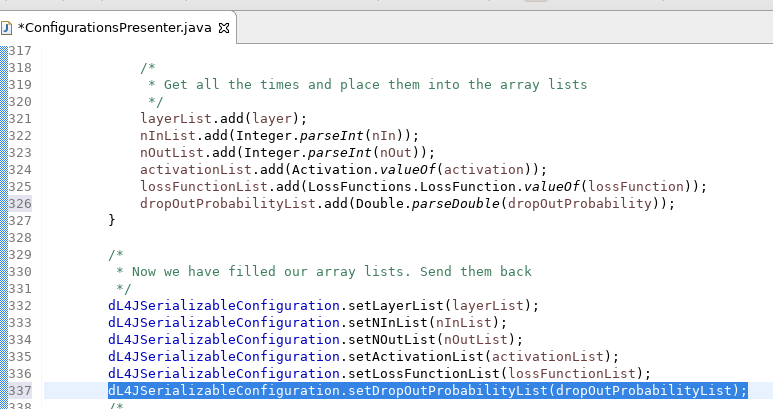 *ConfigurationsPresenter.java
317
318 /*
319 * Get all the times and place them into the array lists
320 */
321 layerList.add(layer);
322 nInList.add(Integer.parseInt(nIn));
323 nOutList.add(Integer.parseInt(nOut));
324 activationList.add(Activation.valueOf(activation));
325 lossFunctionList.add(LossFunctions.LossFunction.valueOf(lossFunction));
326 dropOutProbabilityList.add(Double.parseDouble(dropOutProbability));
327 }
328
329 /*
330 * Now we have filled our array lists. Send them back
331 */
332 dL4JSerializableConfiguration.setLayerList(layerList);
333 dL4JSerializableConfiguration.setNInList(nInList);
334 dL4JSerializableConfiguration.setNOutList(nOutList);
335 dL4JSerializableConfiguration.setActivationList(activationList);
336 dL4JSerializableConfiguration.setLossFunctionList(lossFunctionList);
337 dL4JSerializableConfiguration.setDropOutProbabilityList(dropOutProbabilityList);
338 /*